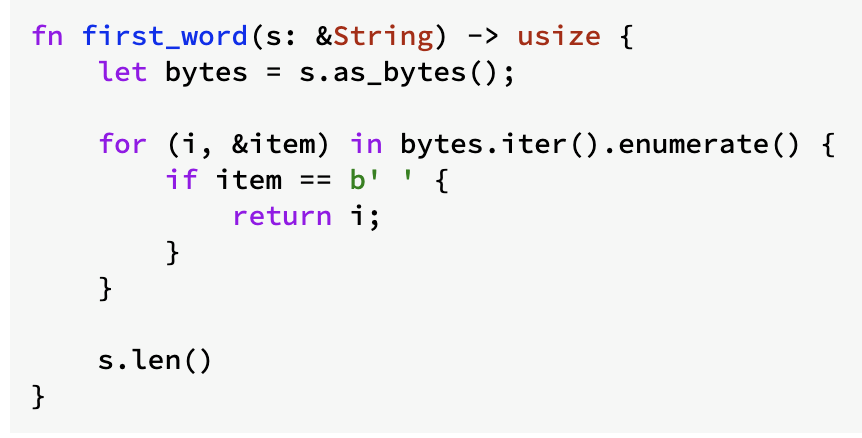 fn first_word(s: &String) -> usize {
    let bytes = s.as_bytes();

    for (i, &item) in bytes.iter().enumerate() {
        if item == b' ' {
            return i;
        }
    }

    s.len()
}